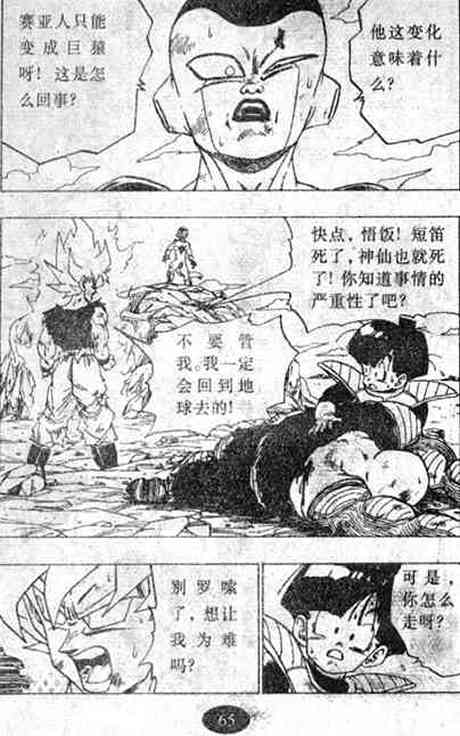 他这变化
意味着什
么?
赛亚人只能
变成巨猿
呀!这是怎
么回事?
快点,悟饭!短笛
死了,神仙也就死
了!你知道事情的
严重性了吧?
不要管
我。我一定
会回到地
球去的!
可是,
你怎么
走呀?
别罗嗦
了,想让
我为难
吗?
65